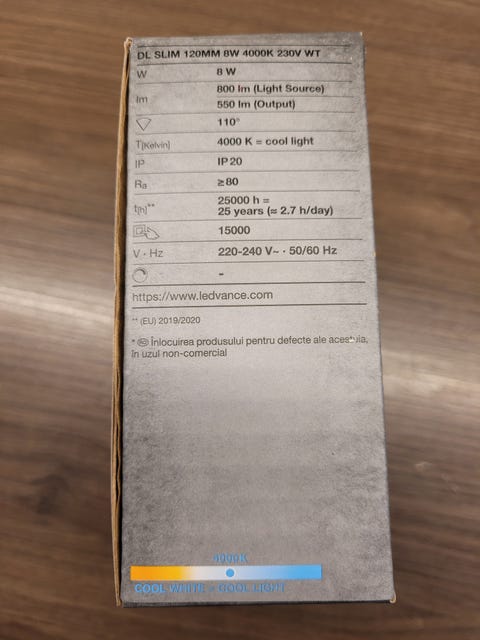 DL SLIM 120MM 8W 4000K 230V WT
W 8 W
lm 800 lm (Light Source)
550 lm (Output)
110°
T[Kelvin] 4000 K = cool light
IP IP20
Ra ≥80
t[h]** 25000 h =
25 years (≈ 2.7 h/day)
15000
V · Hz 220-240 V~ · 50/60 Hz
-
https://www.ledvance.com
** (EU) 2019/2020
* RO Înlocuirea produsului pentru defecte ale acestuia,
în uzul non-comercial
4000K
COOL WHITE = COOL LIGHT